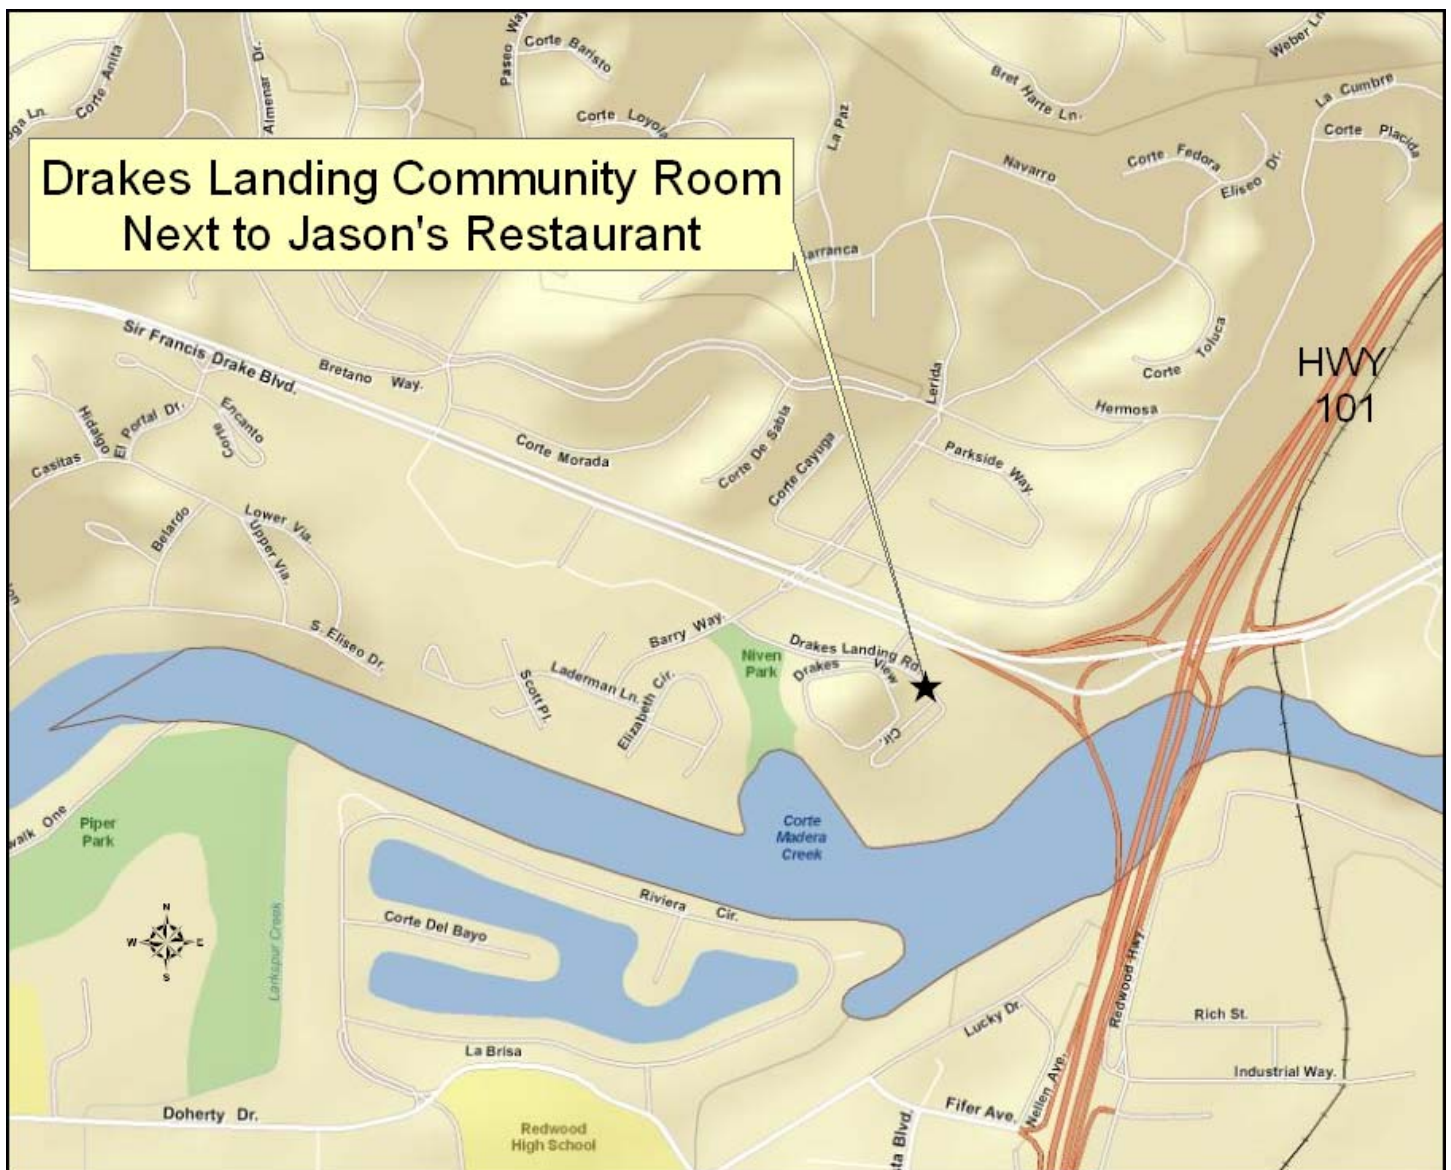 Corte Anita
Almenar Dr.
Paseo Way
Corte Baristo
Corte Loyola
La Paz
Bret Harte Ln.
Weber Ln
La Cumbre
Corte Placida
Navarro
Corte Fedora
Eliseo Dr.
Drakes Landing Community Room
Next to Jason's Restaurant
Sir Francis Drake Blvd.
Bretano Way.
Hidalgo
El Portal Dr.
Corte Encanto
Casitas
Corte Morada
Corte De Sabla
Corte Cayuga
Lerida
Parkside Way.
Hermosa
Corte Toluca
HWY
101
Belardo
Lower Via.
Upper Via.
S. Eliseo Dr.
Scott Pl.
Laderman Ln.
Elizabeth Cir.
Barry Way.
Niven
Park
Drakes Landing Rd.
Drakes View Cir.
Piper
Park
Corte
Madera
Creek
N
W E
S
Larkspur Creek
Corte Del Bayo
Riviera Cir.
La Brisa
Doherty Dr.
Redwood
High School
Lucky Dr.
Fifer Ave.
Nellen Ave.
Redwood Hwy
Rich St.
Industrial Way.
Blvd.